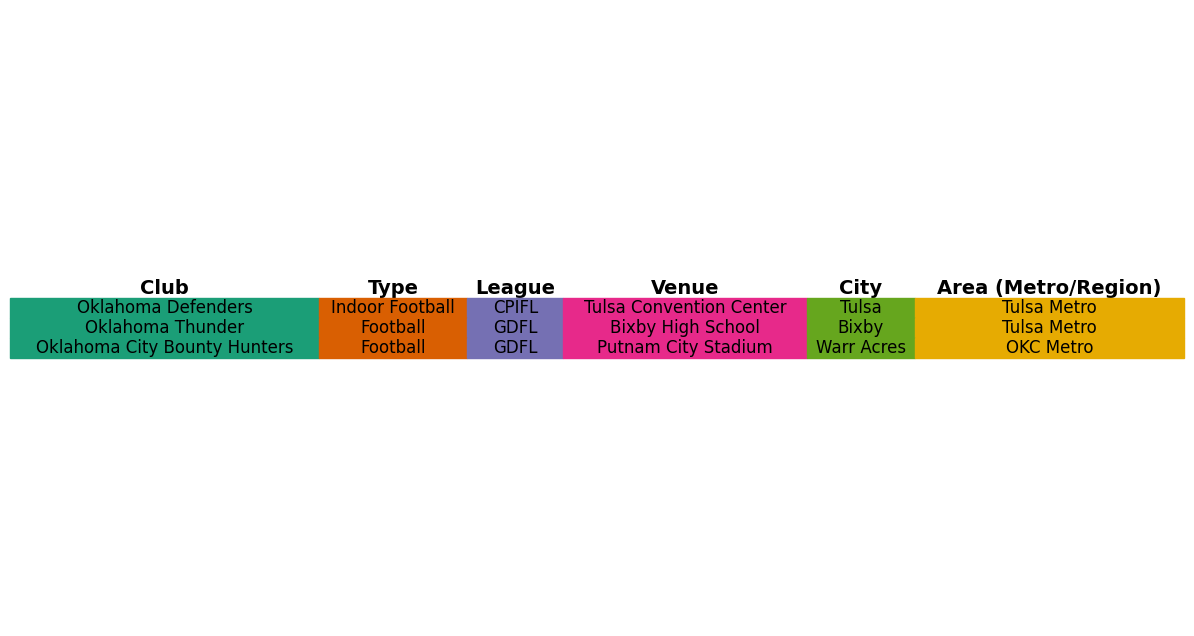 Club Type League Venue City Area (Metro/Region)
Oklahoma Defenders Indoor Football CPIFL Tulsa Convention Center Tulsa Tulsa Metro
Oklahoma Thunder Football GDFL Bixby High School Bixby Tulsa Metro
Oklahoma City Bounty Hunters Football GDFL Putnam City Stadium Warr Acres OKC Metro